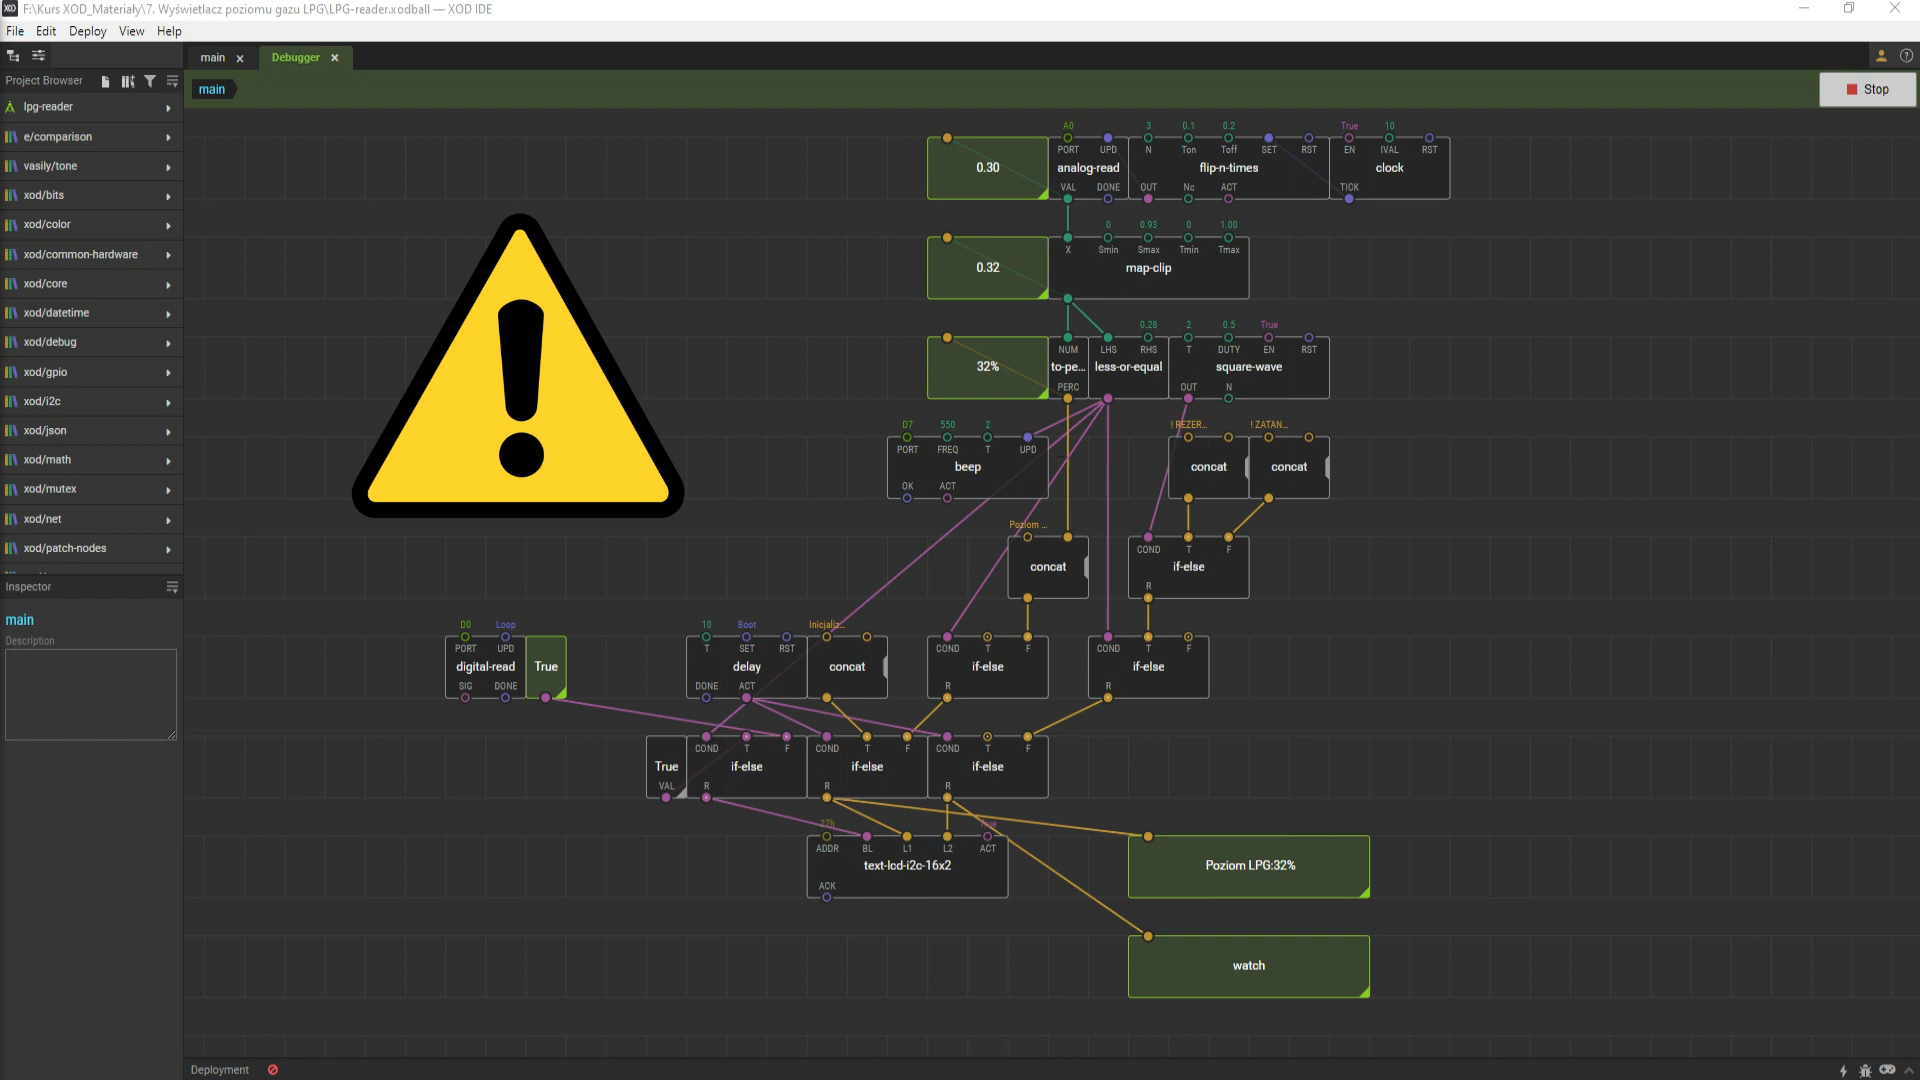 F:\Kurs XOD_Materiały\7. Wyświetlacz poziomu gazu LPG\LPG-reader.xodball — XOD IDE
File Edit Deploy View Help
main Debugger
Project Browser
main
Stop
lpg-reader
e/comparison
vasily/tone
xod/bits
xod/color
xod/common-hardware
xod/core
xod/datetime
xod/debug
xod/gpio
xod/i2c
xod/json
xod/math
xod/mutex
xod/net
xod/patch-nodes
Inspector
main
Description
A0 3 0.1 0.2 True 10
PORT UPD N Ton Toff SET RST EN IVAL RST
0.30 analog-read flip-n-times clock
VAL DONE OUT Nc ACT TICK
0 0.93 0 1.00
X Smin Smax Tmin Tmax
0.32 map-clip
0.28 2 0.5 True
NUM LHS RHS T DUTY EN RST
32% to-pe... less-or-equal square-wave
PERC OUT N
D7 550 2 ! REZER... ! ZATAN...
PORT FREQ T UPD
beep concat concat
OK ACT
Poziom ...
COND T F
concat if-else
R
D0 Loop 10 Boot Inicjaliz...
PORT UPD T SET RST COND T F COND T F
digital-read True delay concat if-else if-else
SIG DONE DONE ACT R R
COND T F COND T F COND T F
True if-else if-else if-else
VAL R R R
27h True
ADDR BL L1 L2 ACT
text-lcd-i2c-16x2 Poziom LPG:32%
ACK
watch
Deployment